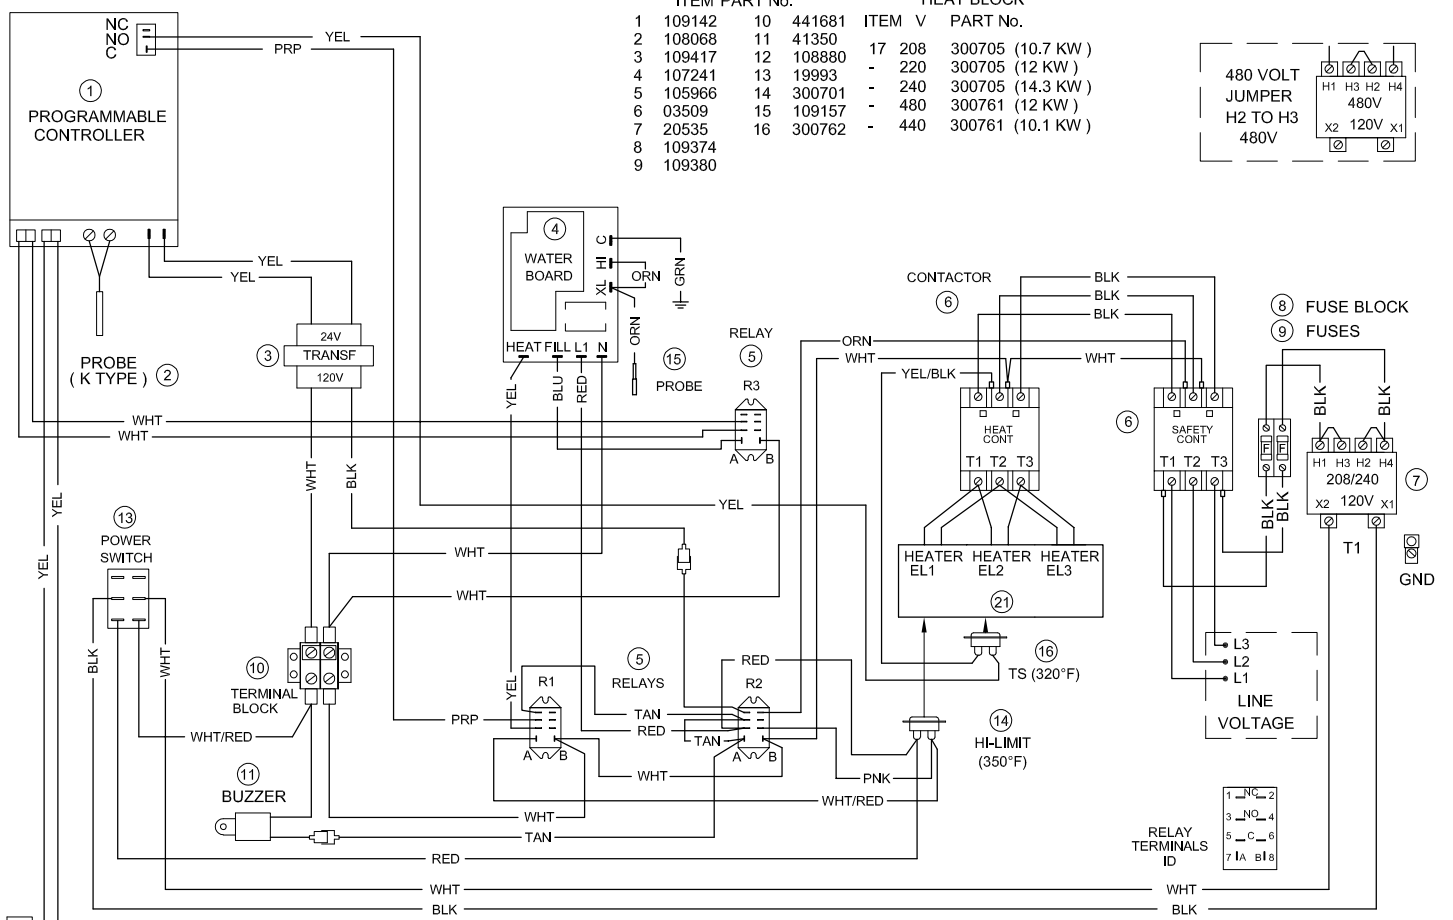 ITEM PART No.
1 109142 10 441681
2 108068 11 41350
3 109417 12 108880
4 107241 13 19993
5 105966 14 300701
6 03509 15 109157
7 20535 16 300762
8 109374
9 109380
HEAT BLOCK
ITEM V PART No.
17 208 300705 (10.7 KW )
- 220 300705 (12 KW )
- 240 300705 (14.3 KW )
- 480 300761 (12 KW )
- 440 300761 (10.1 KW )
480 VOLT
JUMPER
H2 TO H3
480V
H1 H3 H2 H4
480V
X2 120V X1
NC
NO
C
YEL
PRP
1
PROGRAMMABLE
CONTROLLER
YEL
YEL
PROBE
( K TYPE )
2
3
24V
TRANSF
120V
4
WATER
BOARD
C
HI
XL
ORN
GRN
ORN
HEAT FILL L1 N
YEL
BLU
RED
15
PROBE
RELAY
5
R3
A B
WHT
WHT
WHT
BLK
CONTACTOR
6
BLK
BLK
BLK
ORN
WHT
WHT
YEL/BLK
HEAT
CONT
T1 T2 T3
6
SAFETY
CONT
T1 T2 T3
8 FUSE BLOCK
9 FUSES
F
F
BLK
BLK
BLK
BLK
H1 H3 H2 H4
208/240
X2 120V X1
7
T1
GND
YEL
YEL
YEL
13
POWER
SWITCH
WHT
WHT
BLK
WHT
HEATER
EL1
HEATER
EL2
HEATER
EL3
21
16
TS (320°F)
L3
L2
L1
LINE
VOLTAGE
10
TERMINAL
BLOCK
WHT/RED
YEL
5
RELAYS
R1
A B
R2
A B
RED
PRP
TAN
RED
TAN
WHT
14
HI-LIMIT
(350°F)
PNK
WHT/RED
11
BUZZER
WHT
TAN
RED
RELAY
TERMINALS
ID
1 NC 2
3 NO 4
5 C 6
7 A B 8
WHT
WHT
BLK
BLK